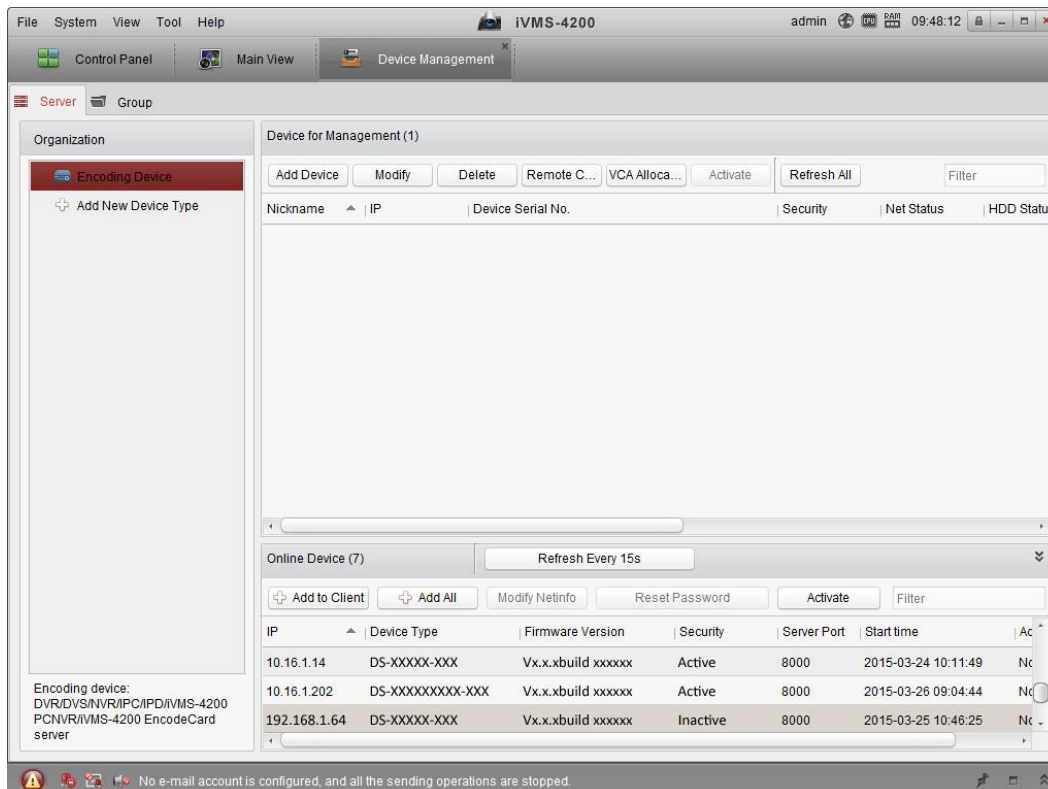 File System View Tool Help iVMS-4200 admin CPU RAM 09:48:12
Control Panel Main View Device Management
Server Group
Organization
Encoding Device
Add New Device Type
Encoding device:
DVR/DVS/NVR/IPC/IPD/iVMS-4200
PCNVR/iVMS-4200 EncodeCard
server
Device for Management (1)
Add Device Modify Delete Remote C... VCA Alloca... Activate Refresh All Filter
Nickname IP Device Serial No. Security Net Status HDD Statu
Online Device (7) Refresh Every 15s
Add to Client Add All Modify Netinfo Reset Password Activate Filter
IP Device Type Firmware Version Security Server Port Start time Ac
10.16.1.14 DS-XXXXX-XXX Vx.x.xbuild xxxxxx Active 8000 2015-03-24 10:11:49 Nc
10.16.1.202 DS-XXXXXXXXX-XXX Vx.x.xbuild xxxxxx Active 8000 2015-03-26 09:04:44 Nc
192.168.1.64 DS-XXXXX-XXX Vx.x.xbuild xxxxxx Inactive 8000 2015-03-25 10:46:25 Nc
No e-mail account is configured, and all the sending operations are stopped.